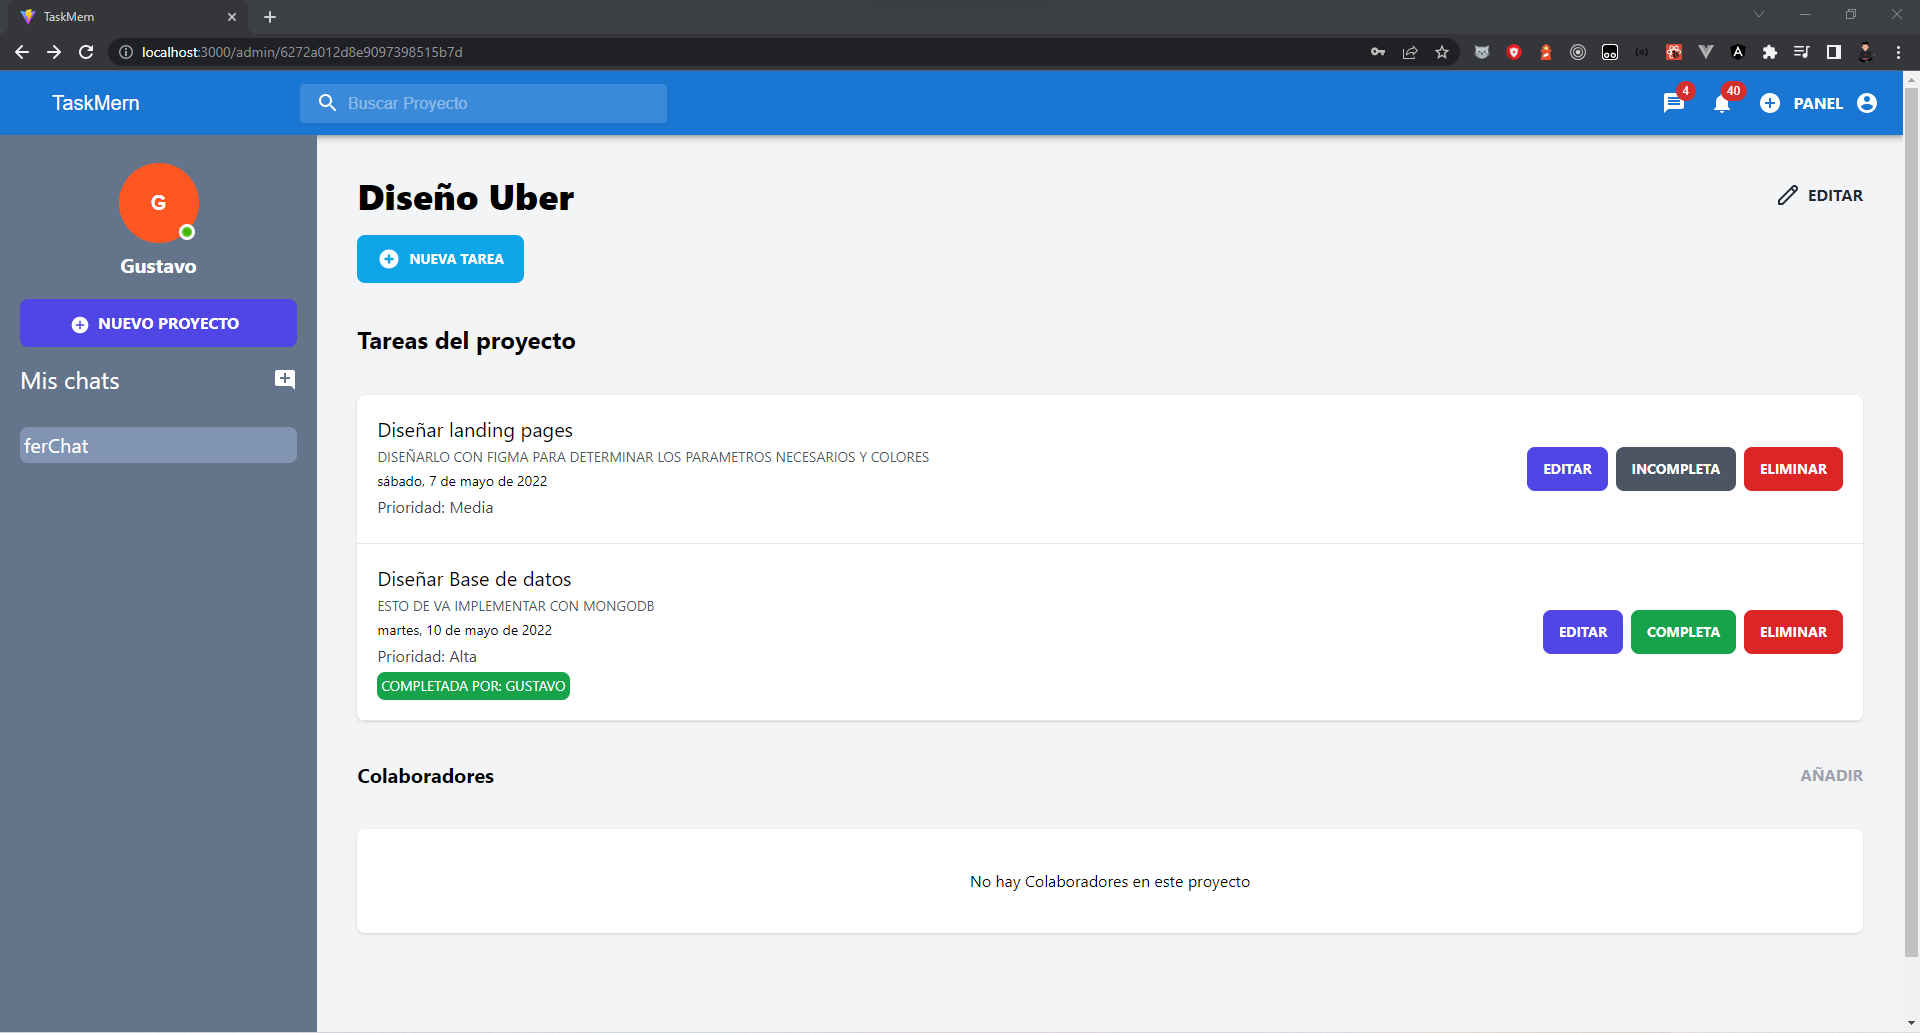 TaskMern
localhost:3000/admin/6272a012d8e9097398515b7d
TaskMern
Buscar Proyecto
4
40
PANEL
G
Gustavo
NUEVO PROYECTO
Mis chats
ferChat
Diseño Uber
EDITAR
NUEVA TAREA
Tareas del proyecto
Diseñar landing pages
DISEÑARLO CON FIGMA PARA DETERMINAR LOS PARAMETROS NECESARIOS Y COLORES
sábado, 7 de mayo de 2022
Prioridad: Media
EDITAR
INCOMPLETA
ELIMINAR
Diseñar Base de datos
ESTO DE VA IMPLEMENTAR CON MONGODB
martes, 10 de mayo de 2022
Prioridad: Alta
COMPLETADA POR: GUSTAVO
EDITAR
COMPLETA
ELIMINAR
Colaboradores
AÑADIR
No hay Colaboradores en este proyecto